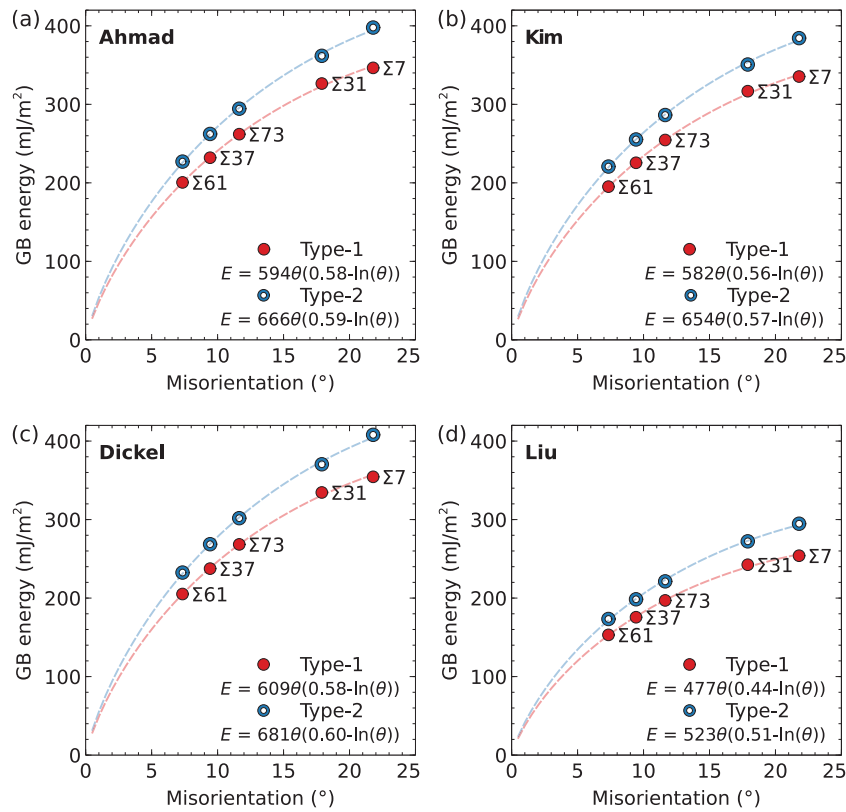 (a)
Ahmad
GB energy (mJ/m²)
400
300
200
100
0
Σ7
Σ31
Σ73
Σ37
Σ61
Type-1
E = 594θ(0.58-ln(θ))
Type-2
E = 666θ(0.59-ln(θ))
0 5 10 15 20 25
Misorientation (°)
(b)
Kim
GB energy (mJ/m²)
400
300
200
100
0
Σ7
Σ31
Σ73
Σ37
Σ61
Type-1
E = 582θ(0.56-ln(θ))
Type-2
E = 654θ(0.57-ln(θ))
0 5 10 15 20 25
Misorientation (°)
(c)
Dickel
GB energy (mJ/m²)
400
300
200
100
0
Σ7
Σ31
Σ73
Σ37
Σ61
Type-1
E = 609θ(0.58-ln(θ))
Type-2
E = 681θ(0.60-ln(θ))
0 5 10 15 20 25
Misorientation (°)
(d)
Liu
GB energy (mJ/m²)
400
300
200
100
0
Σ7
Σ31
Σ73
Σ37
Σ61
Type-1
E = 477θ(0.44-ln(θ))
Type-2
E = 523θ(0.51-ln(θ))
0 5 10 15 20 25
Misorientation (°)